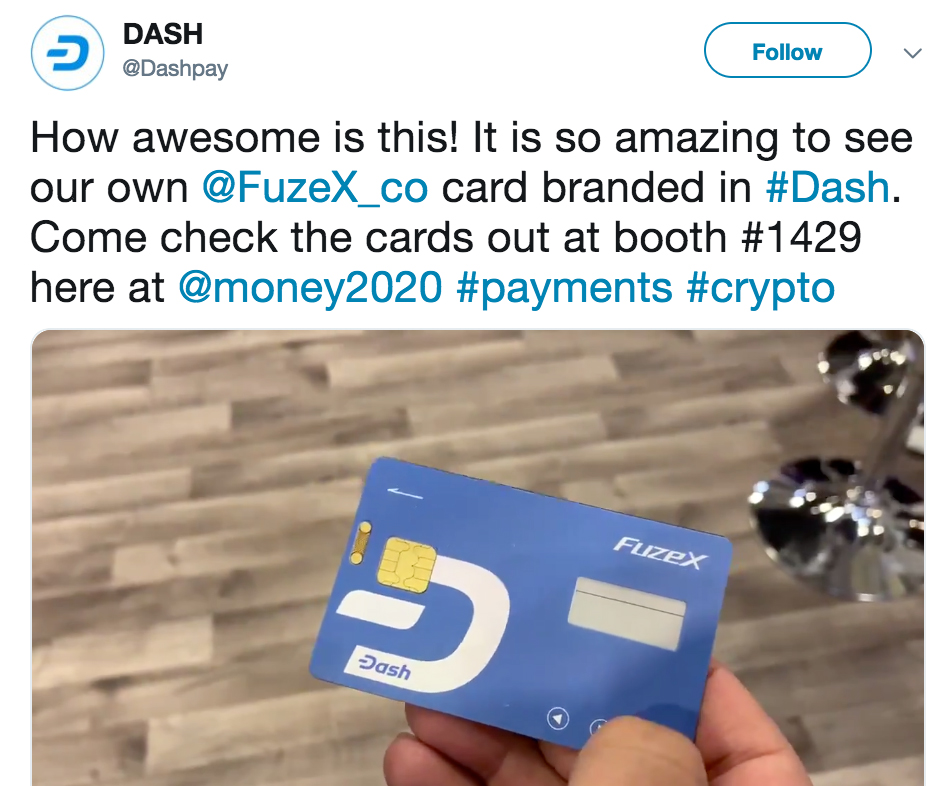 DASH
@Dashpay
Follow
How awesome is this! It is so amazing to see
our own @FuzeX_co card branded in #Dash.
Come check the cards out at booth #1429
here at @money2020 #payments #crypto
FUZEX
Dash